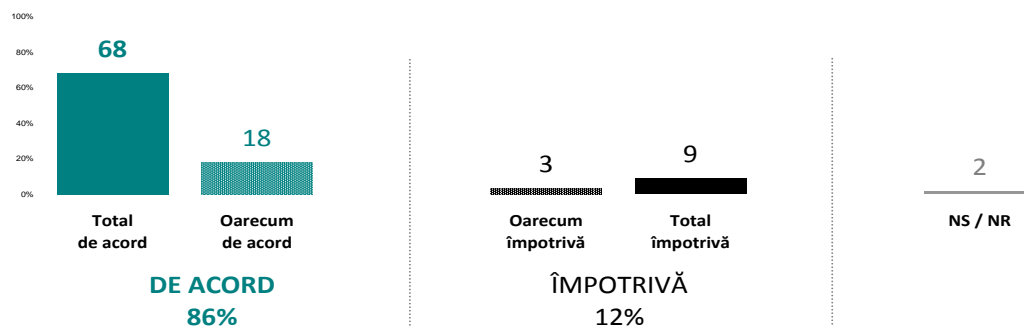 100%
80%
60%
40%
20%
0%
68
18
3
9
2
Total
de acord
Oarecum
de acord
Oarecum
împotrivă
Total
împotrivă
NS / NR
DE ACORD
86%
ÎMPOTRIVĂ
12%